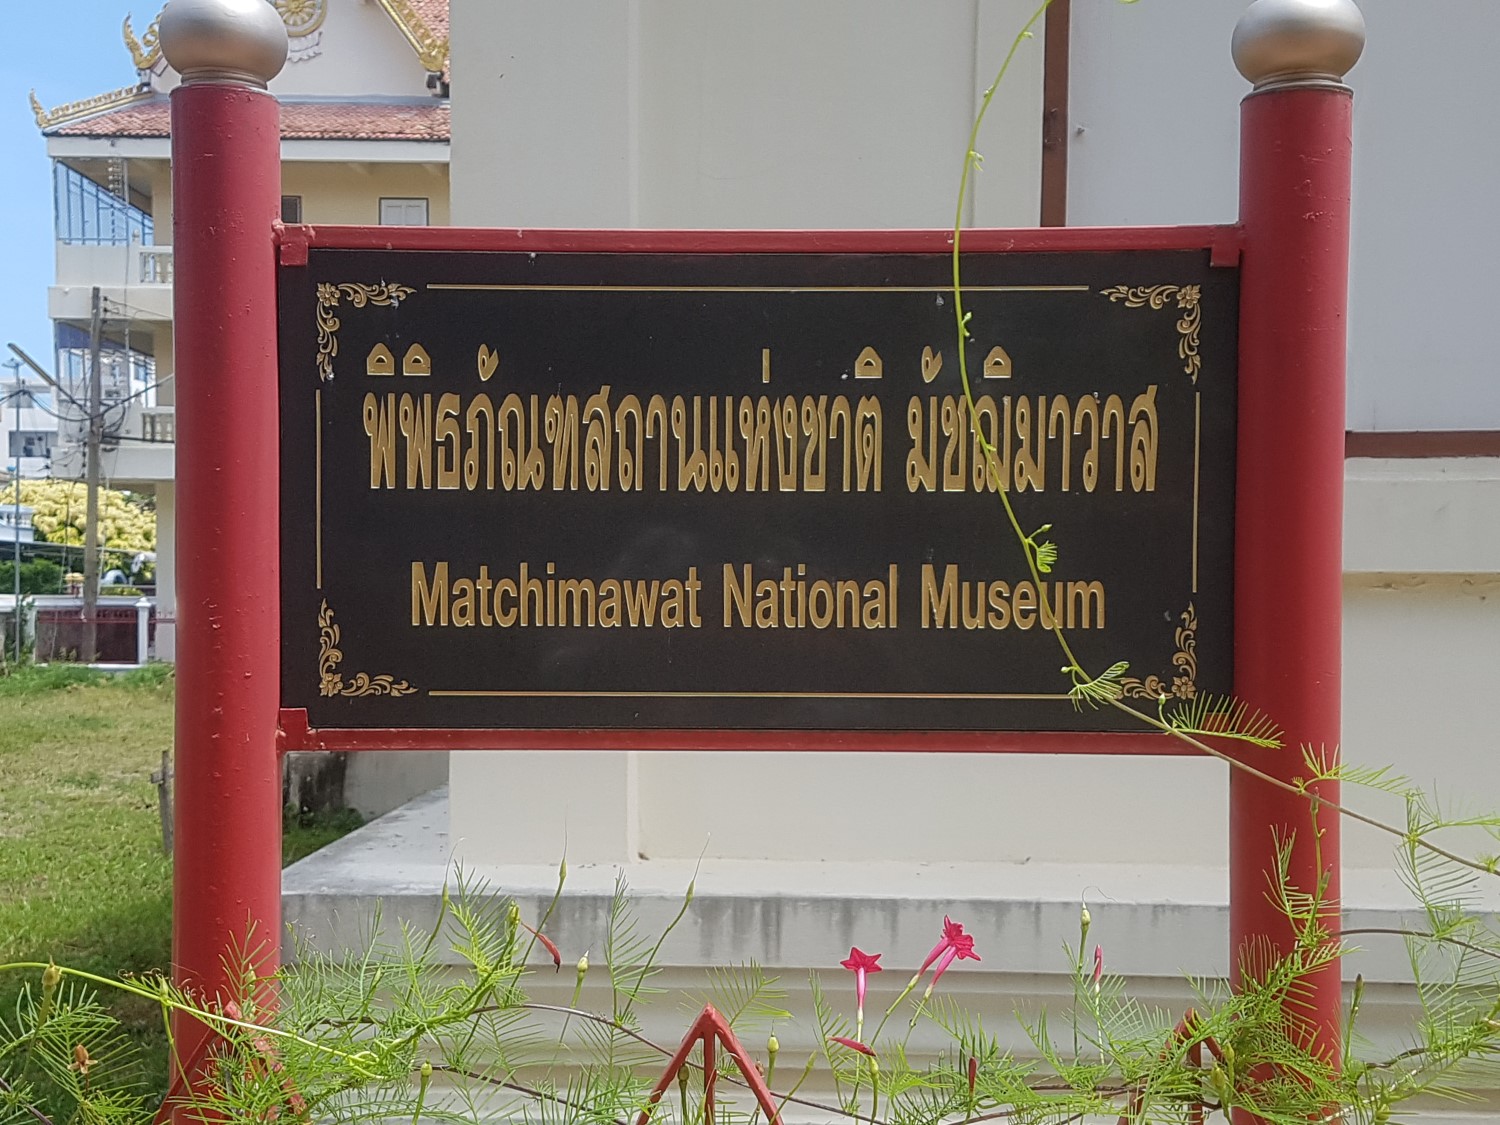 พิพิธภัณฑสถานแห่งชาติ มัชฌิมาวาส
Matchimawat National Museum